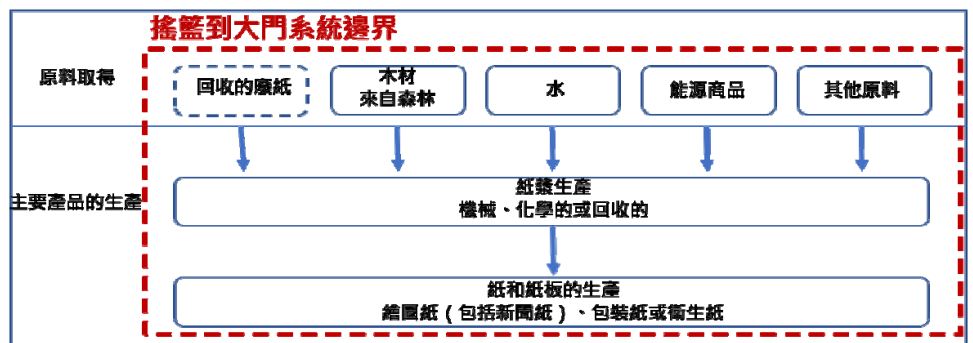 搖籃到大門系統邊界
原料取得
回收的廢紙
木材
來自森林
水
能源商品
其他原料
主要產品的生產
紙漿生產
機械、化學的或回收的
紙和紙板的生產
繪圖紙（包括新聞紙）、包裝紙或衛生紙